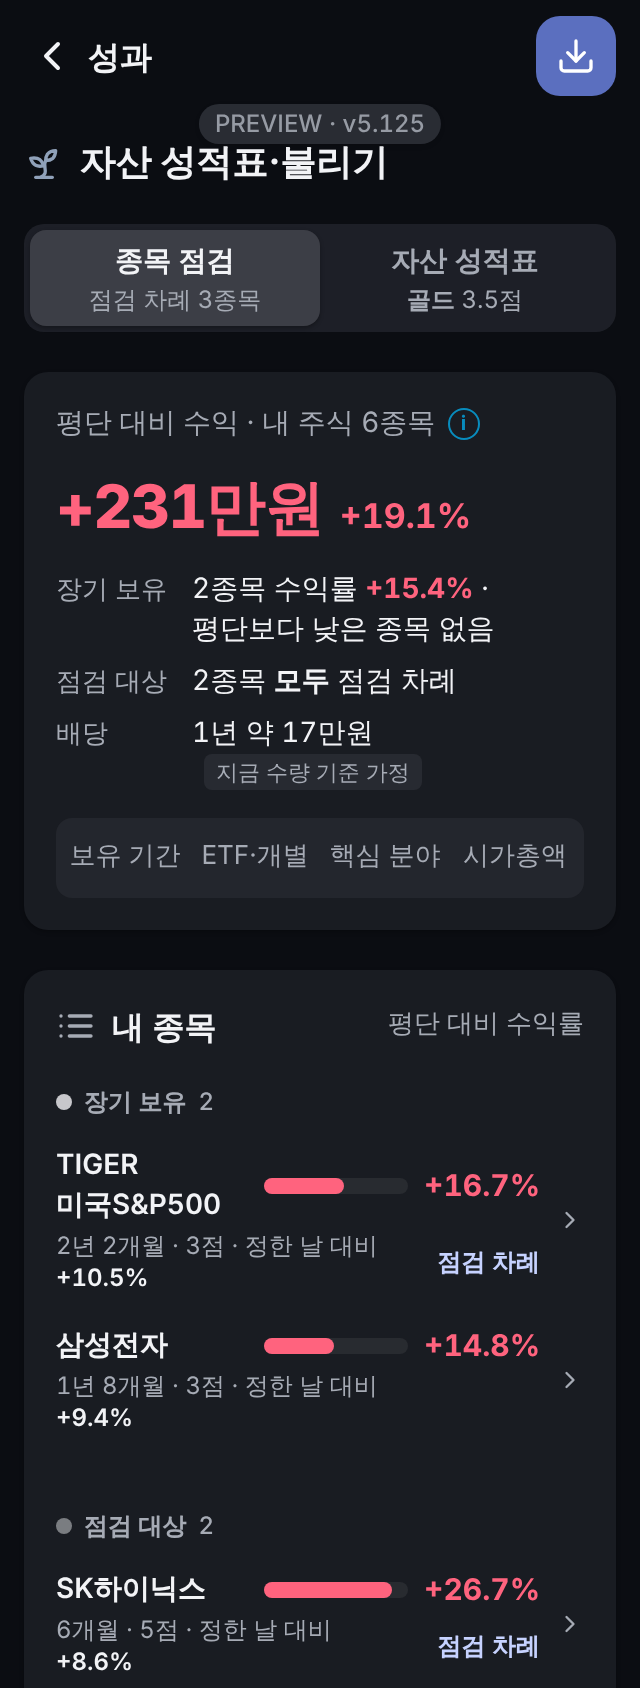 성과
PREVIEW · v5.125
자산 성적표·불리기
종목 점검
점검 차례 3종목
자산 성적표
골드 3.5점
평단 대비 수익 · 내 주식 6종목
+231만원 +19.1%
장기 보유 2종목 수익률 +15.4% ·
평단보다 낮은 종목 없음
점검 대상 2종목 모두 점검 차례
배당 1년 약 17만원
지금 수량 기준 가정
보유 기간 ETF·개별 핵심 분야 시가총액
내 종목 평단 대비 수익률
장기 보유 2
TIGER
미국S&P500
+16.7%
2년 2개월 · 3점 · 정한 날 대비
+10.5%
점검 차례
삼성전자 +14.8%
1년 8개월 · 3점 · 정한 날 대비
+9.4%
점검 대상 2
SK하이닉스 +26.7%
6개월 · 5점 · 정한 날 대비
+8.6%
점검 차례